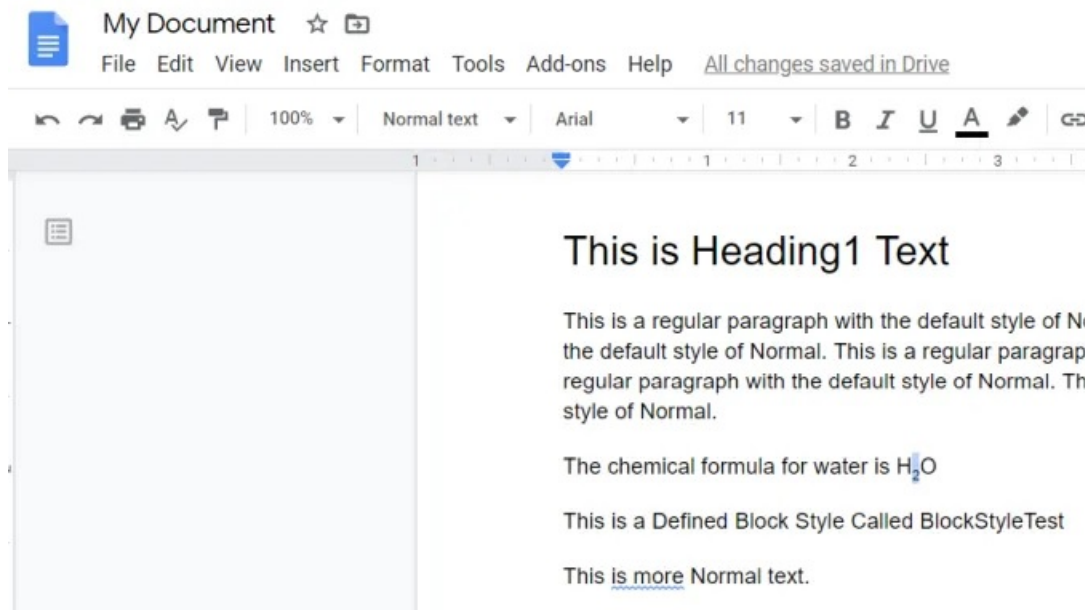 My Document
File Edit View Insert Format Tools Add-ons Help All changes saved in Drive
100% Normal text Arial 11 B I U A
1 1 2 3
This is Heading1 Text
This is a regular paragraph with the default style of No
the default style of Normal. This is a regular paragrap
regular paragraph with the default style of Normal. Th
style of Normal.
The chemical formula for water is H₂O
This is a Defined Block Style Called BlockStyleTest
This is more Normal text.